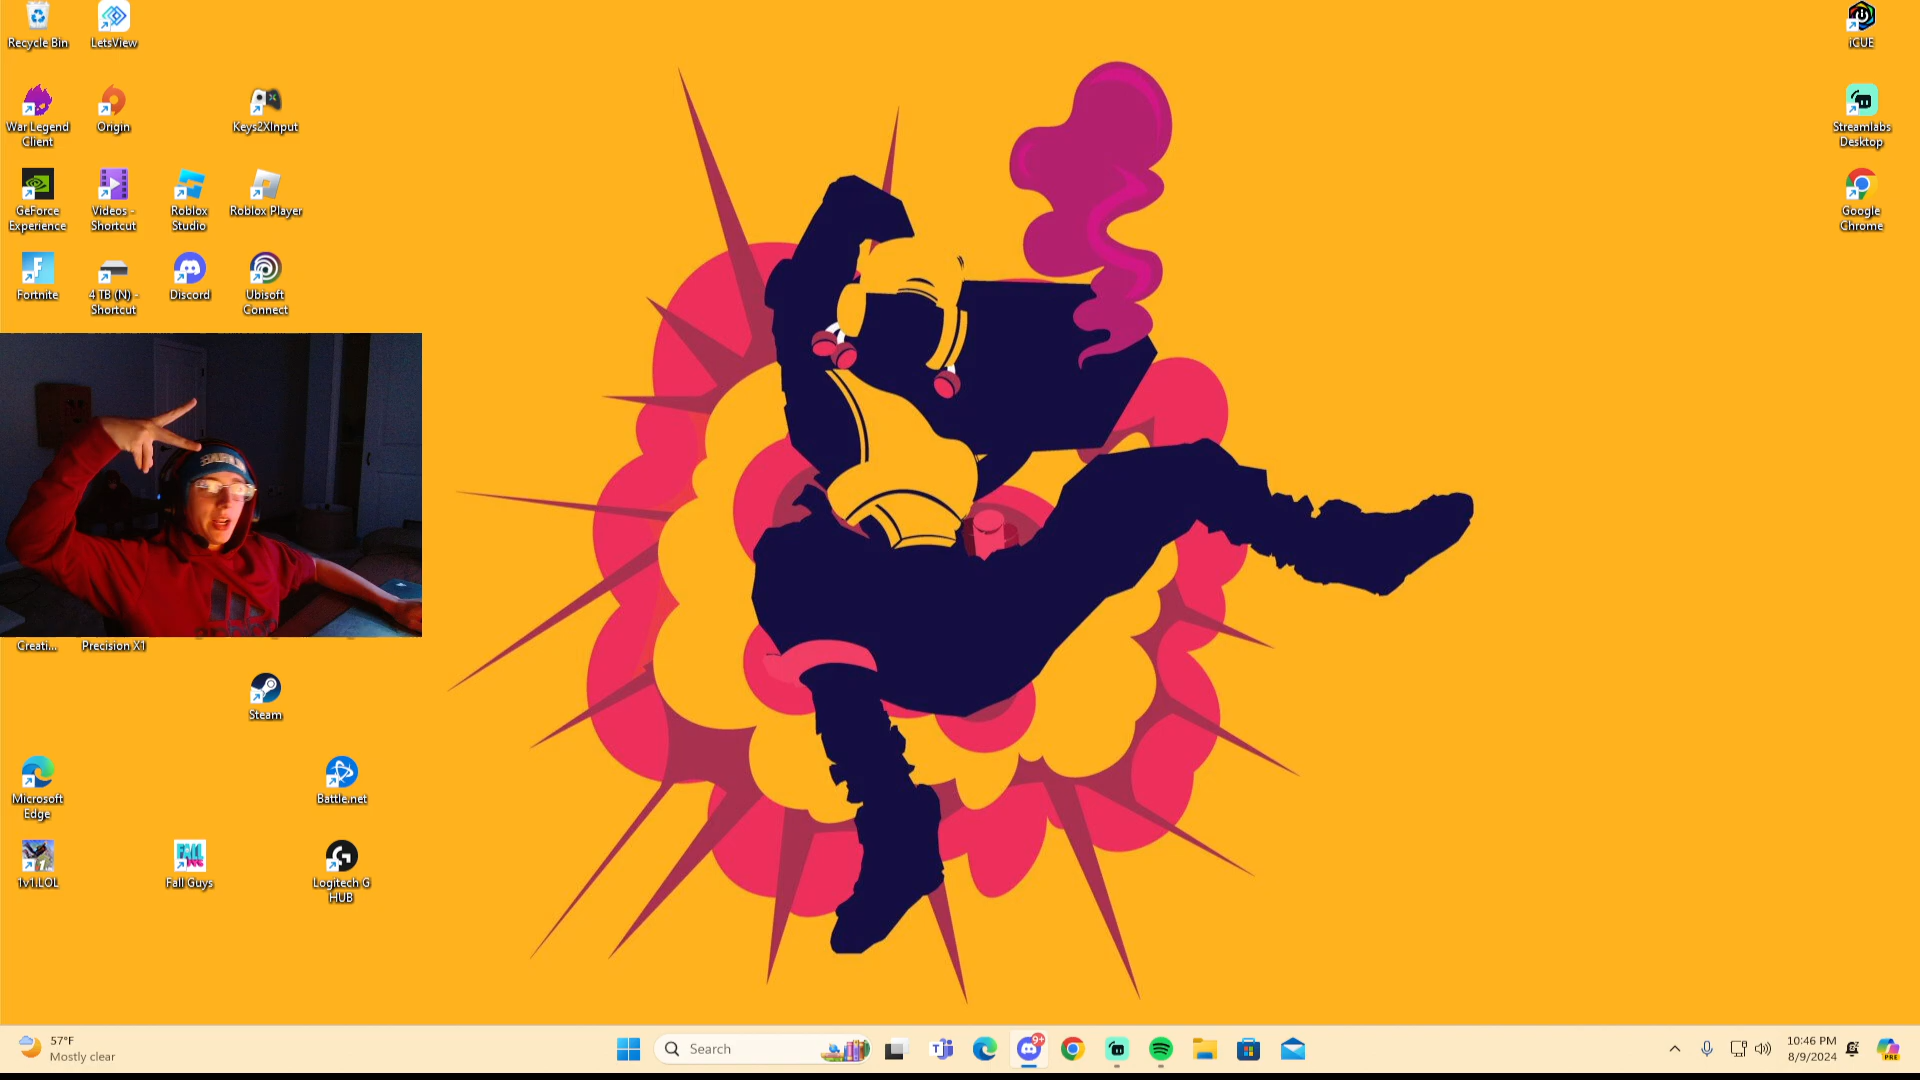 Recycle Bin
LetsView
iCUE
War Legend
Client
Origin
Keys2XInput
Streamlabs
Desktop
GeForce
Experience
Videos -
Shortcut
Roblox
Studio
Roblox Player
Google
Chrome
Fortnite
4 TB (N) -
Shortcut
Discord
Ubisoft
Connect
Creati...
Precision X1
Steam
Microsoft
Edge
Battle.net
1v1.LOL
Fall Guys
Logitech G
HUB
57°F
Mostly clear
Search
9+
10:46 PM
8/9/2024
PRE